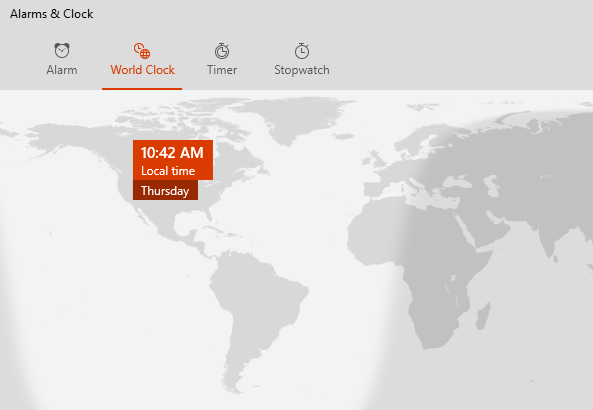 Alarms & Clock
Alarm
World Clock
Timer
Stopwatch
10:42 AM
Local time
Thursday